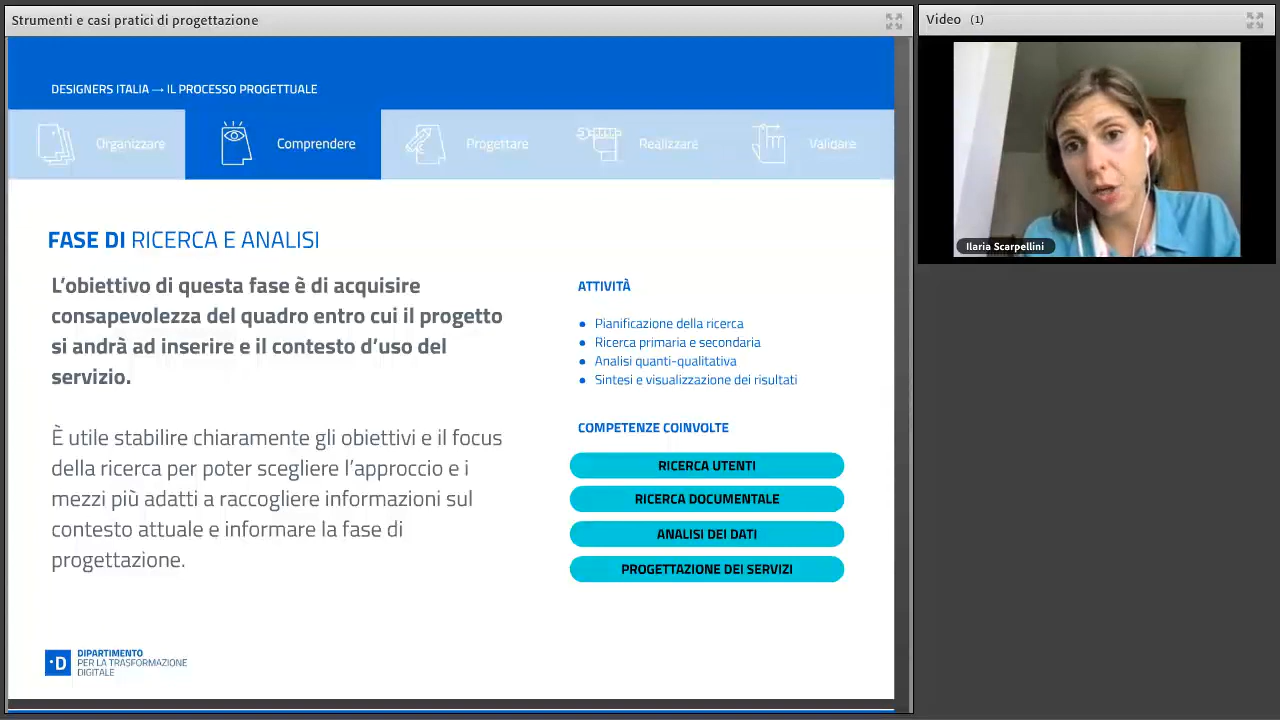 Strumenti e casi pratici di progettazione
Video (1)
DESIGNERS ITALIA → IL PROCESSO PROGETTUALE
Organizzare
Comprendere
Progettare
Realizzare
Validare
FASE DI RICERCA E ANALISI
L'obiettivo di questa fase è di acquisire
consapevolezza del quadro entro cui il progetto
si andrà ad inserire e il contesto d'uso del
servizio.
È utile stabilire chiaramente gli obiettivi e il focus
della ricerca per poter scegliere l'approccio e i
mezzi più adatti a raccogliere informazioni sul
contesto attuale e informare la fase di
progettazione.
ATTIVITÀ
• Pianificazione della ricerca
• Ricerca primaria e secondaria
• Analisi quanti-qualitativa
• Sintesi e visualizzazione dei risultati
COMPETENZE COINVOLTE
RICERCA UTENTI
RICERCA DOCUMENTALE
ANALISI DEI DATI
PROGETTAZIONE DEI SERVIZI
·D
DIPARTIMENTO
PER LA TRASFORMAZIONE
DIGITALE
Ilaria Scarpellini